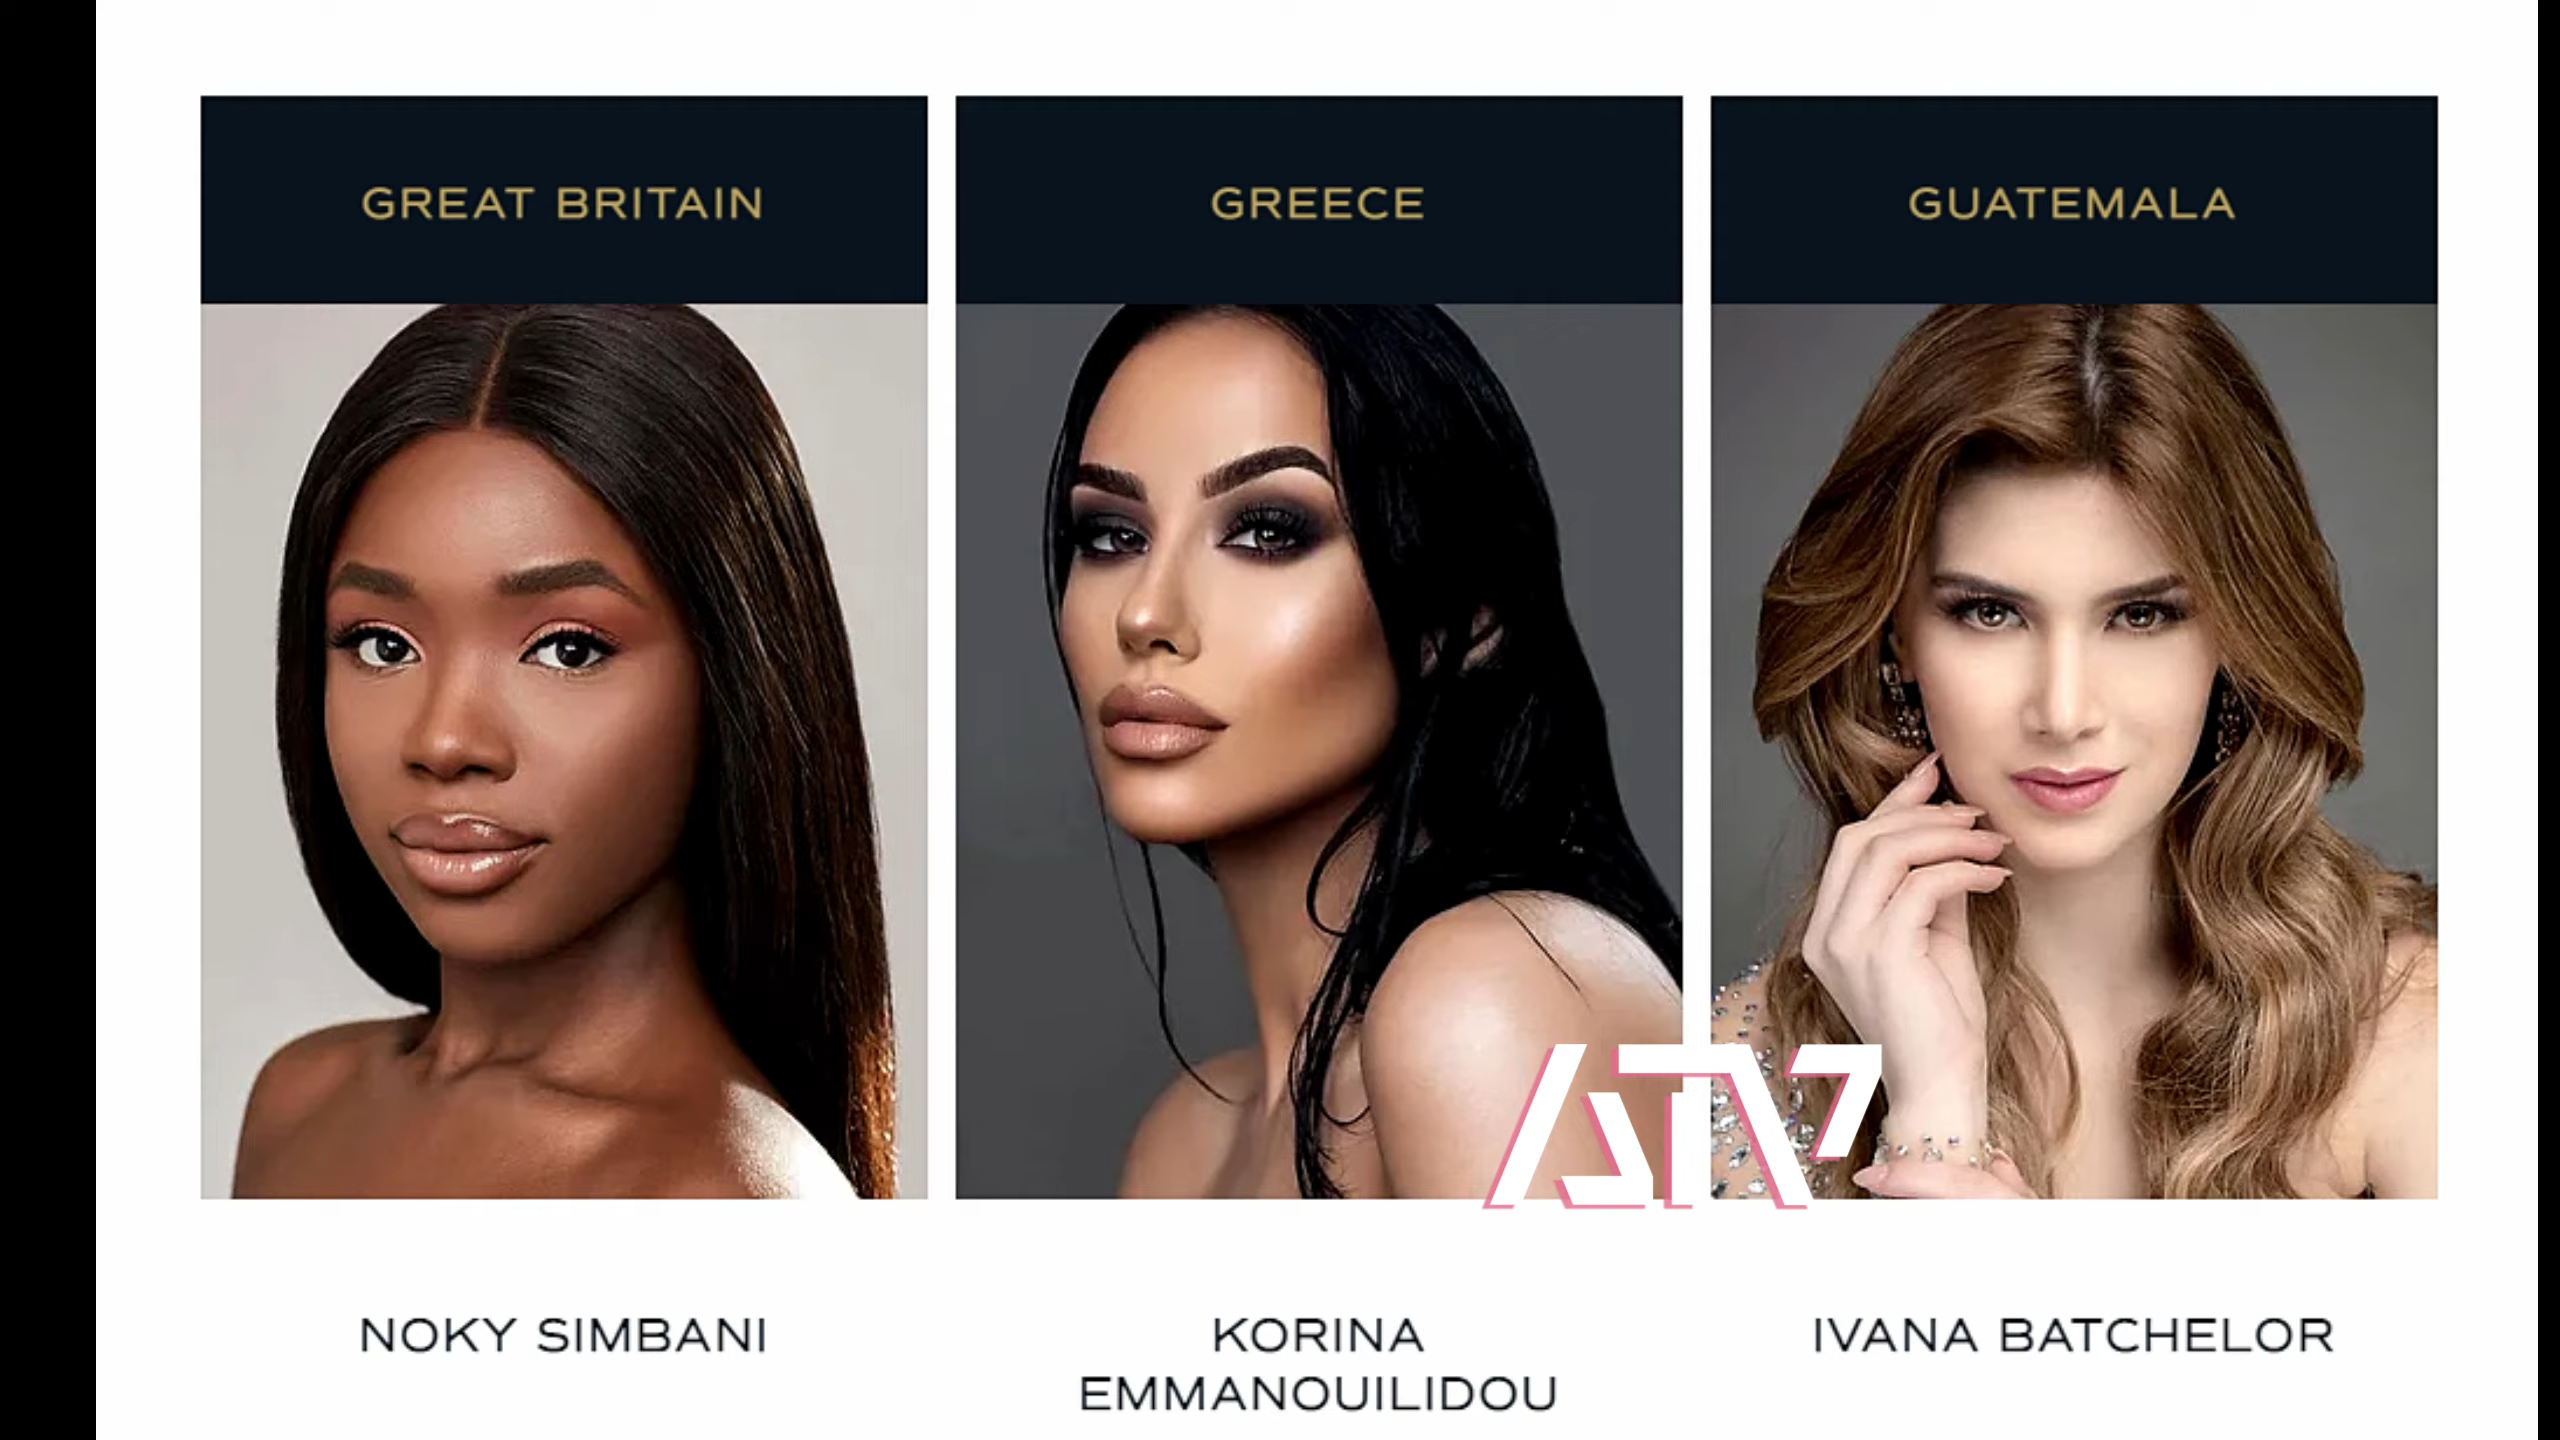 GREAT BRITAIN
GREECE
GUATEMALA
NOKY SIMBANI
KORINA
EMMANOUILIDOU
IVANA BATCHELOR